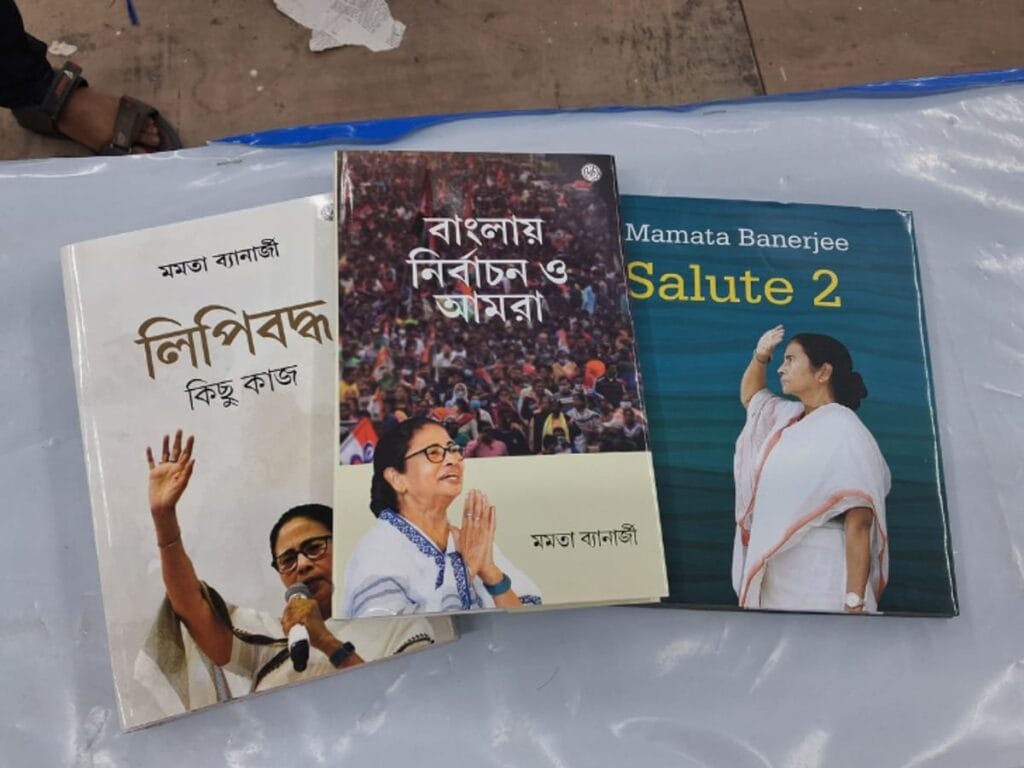 মমতা ব্যানার্জী
লিপিবদ্ধ
কিছু কাজ
বাংলায়
নির্বাচন ও
আমরা
মমতা ব্যানার্জী
Mamata Banerjee
Salute 2